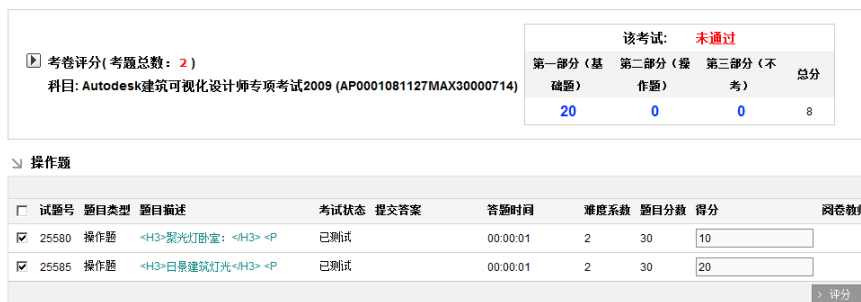 该考试: 未通过
考卷评分( 考题总数: 2 )
科目: Autodesk建筑可视化设计师专项考试2009 (AP0001081127MAX30000714)
第一部分（基础题） 第二部分（操作题） 第三部分（不考） 总分
20 0 0 8
操作题
试题号 题目类型 题目描述 考试状态 提交答案 答题时间 难度系数 题目分数 得分 阅卷教师
25580 操作题 <H3>聚光灯卧室：</H3> <P 已测试 00:00:01 2 30 10
25585 操作题 <H3>日景建筑灯光</H3> <P 已测试 00:00:01 2 30 20
> 评分